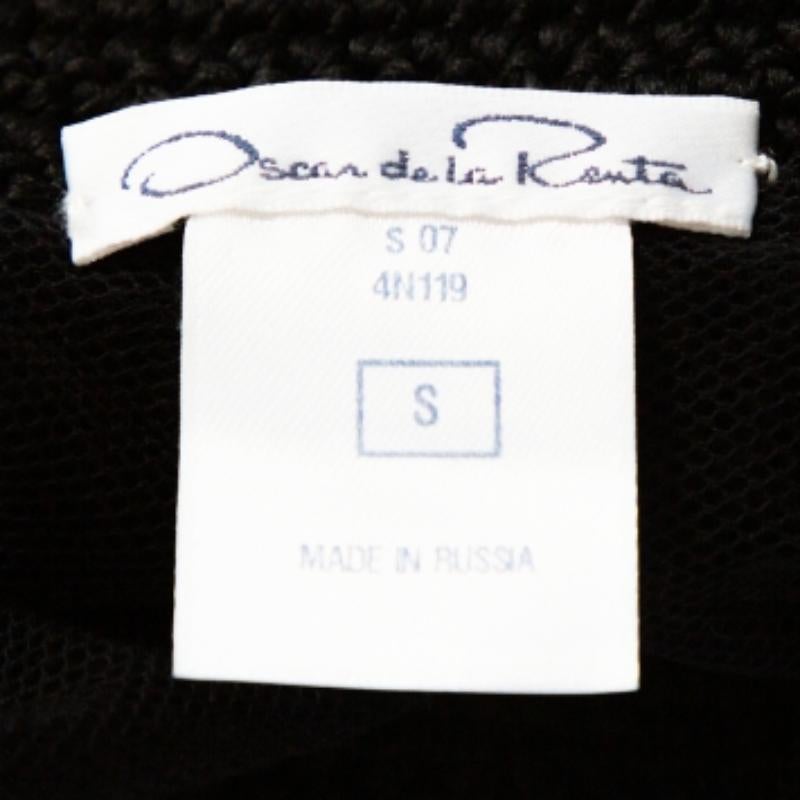 Oscar de la Renta
S 07
4N119
S
MADE IN RUSSIA